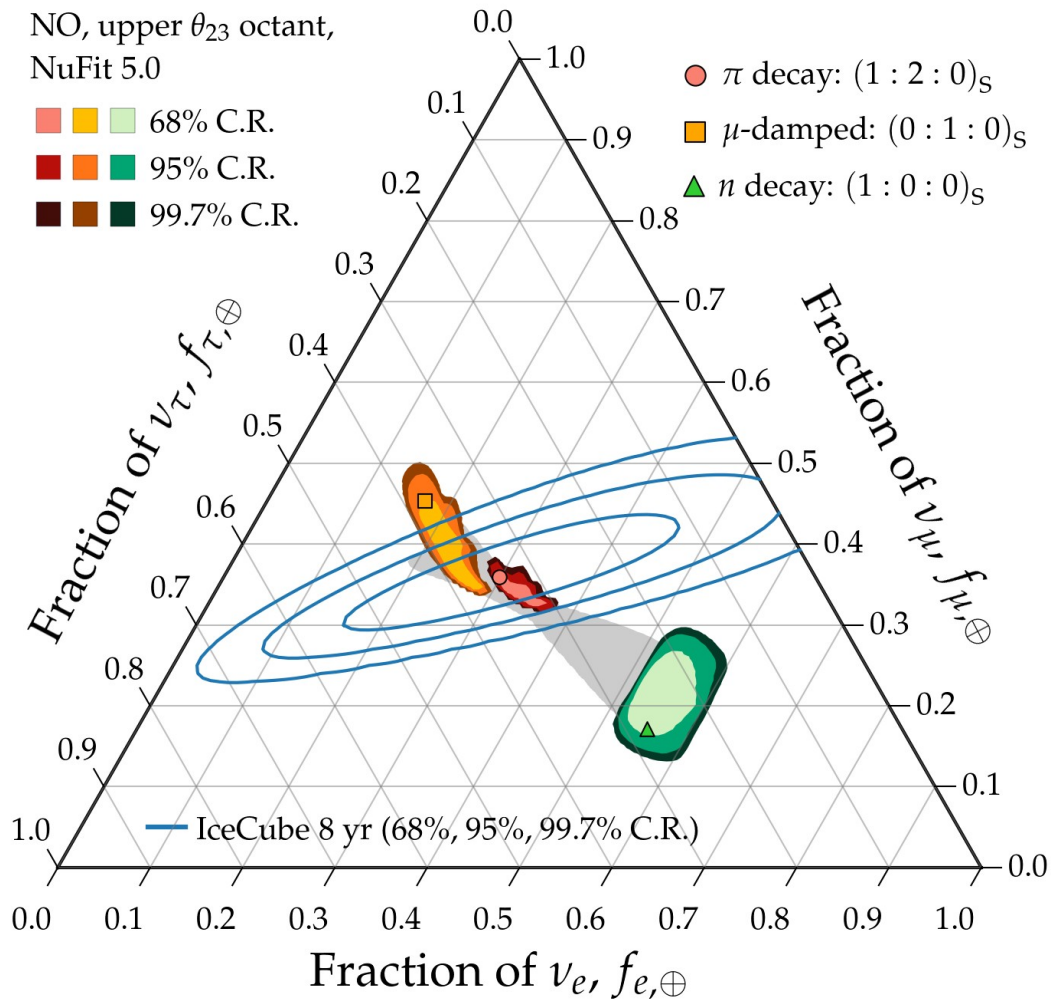 NO, upper θ₂₃ octant,
NuFit 5.0
68% C.R.
95% C.R.
99.7% C.R.
π decay: (1 : 2 : 0)ₛ
μ-damped: (0 : 1 : 0)ₛ
n decay: (1 : 0 : 0)ₛ
Fraction of ντ, fτ,⊕
0.0
0.1
0.2
0.3
0.4
0.5
0.6
0.7
0.8
0.9
1.0
Fraction of νμ, fμ,⊕
1.0
0.9
0.8
0.7
0.6
0.5
0.4
0.3
0.2
0.1
0.0
IceCube 8 yr (68%, 95%, 99.7% C.R.)
0.0 0.1 0.2 0.3 0.4 0.5 0.6 0.7 0.8 0.9 1.0
Fraction of νe, fe,⊕